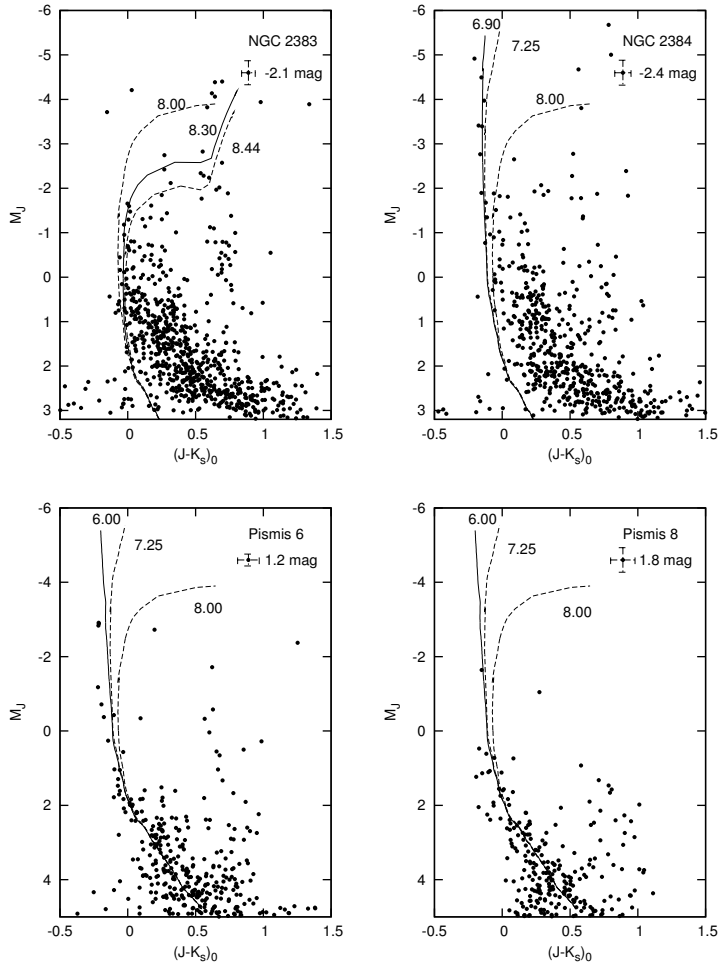 NGC 2383
-2.1 mag
8.00
8.30
8.44
-6
-5
-4
-3
-2
-1
0
1
2
3
M_J
-0.5 0 0.5 1 1.5
(J-K_s)_0
NGC 2384
-2.4 mag
6.90
7.25
8.00
-6
-5
-4
-3
-2
-1
0
1
2
3
M_J
-0.5 0 0.5 1 1.5
(J-K_s)_0
Pismis 6
1.2 mag
6.00
7.25
8.00
-6
-4
-2
0
2
4
M_J
-0.5 0 0.5 1 1.5
(J-K_s)_0
Pismis 8
1.8 mag
6.00
7.25
8.00
-6
-4
-2
0
2
4
M_J
-0.5 0 0.5 1 1.5
(J-K_s)_0